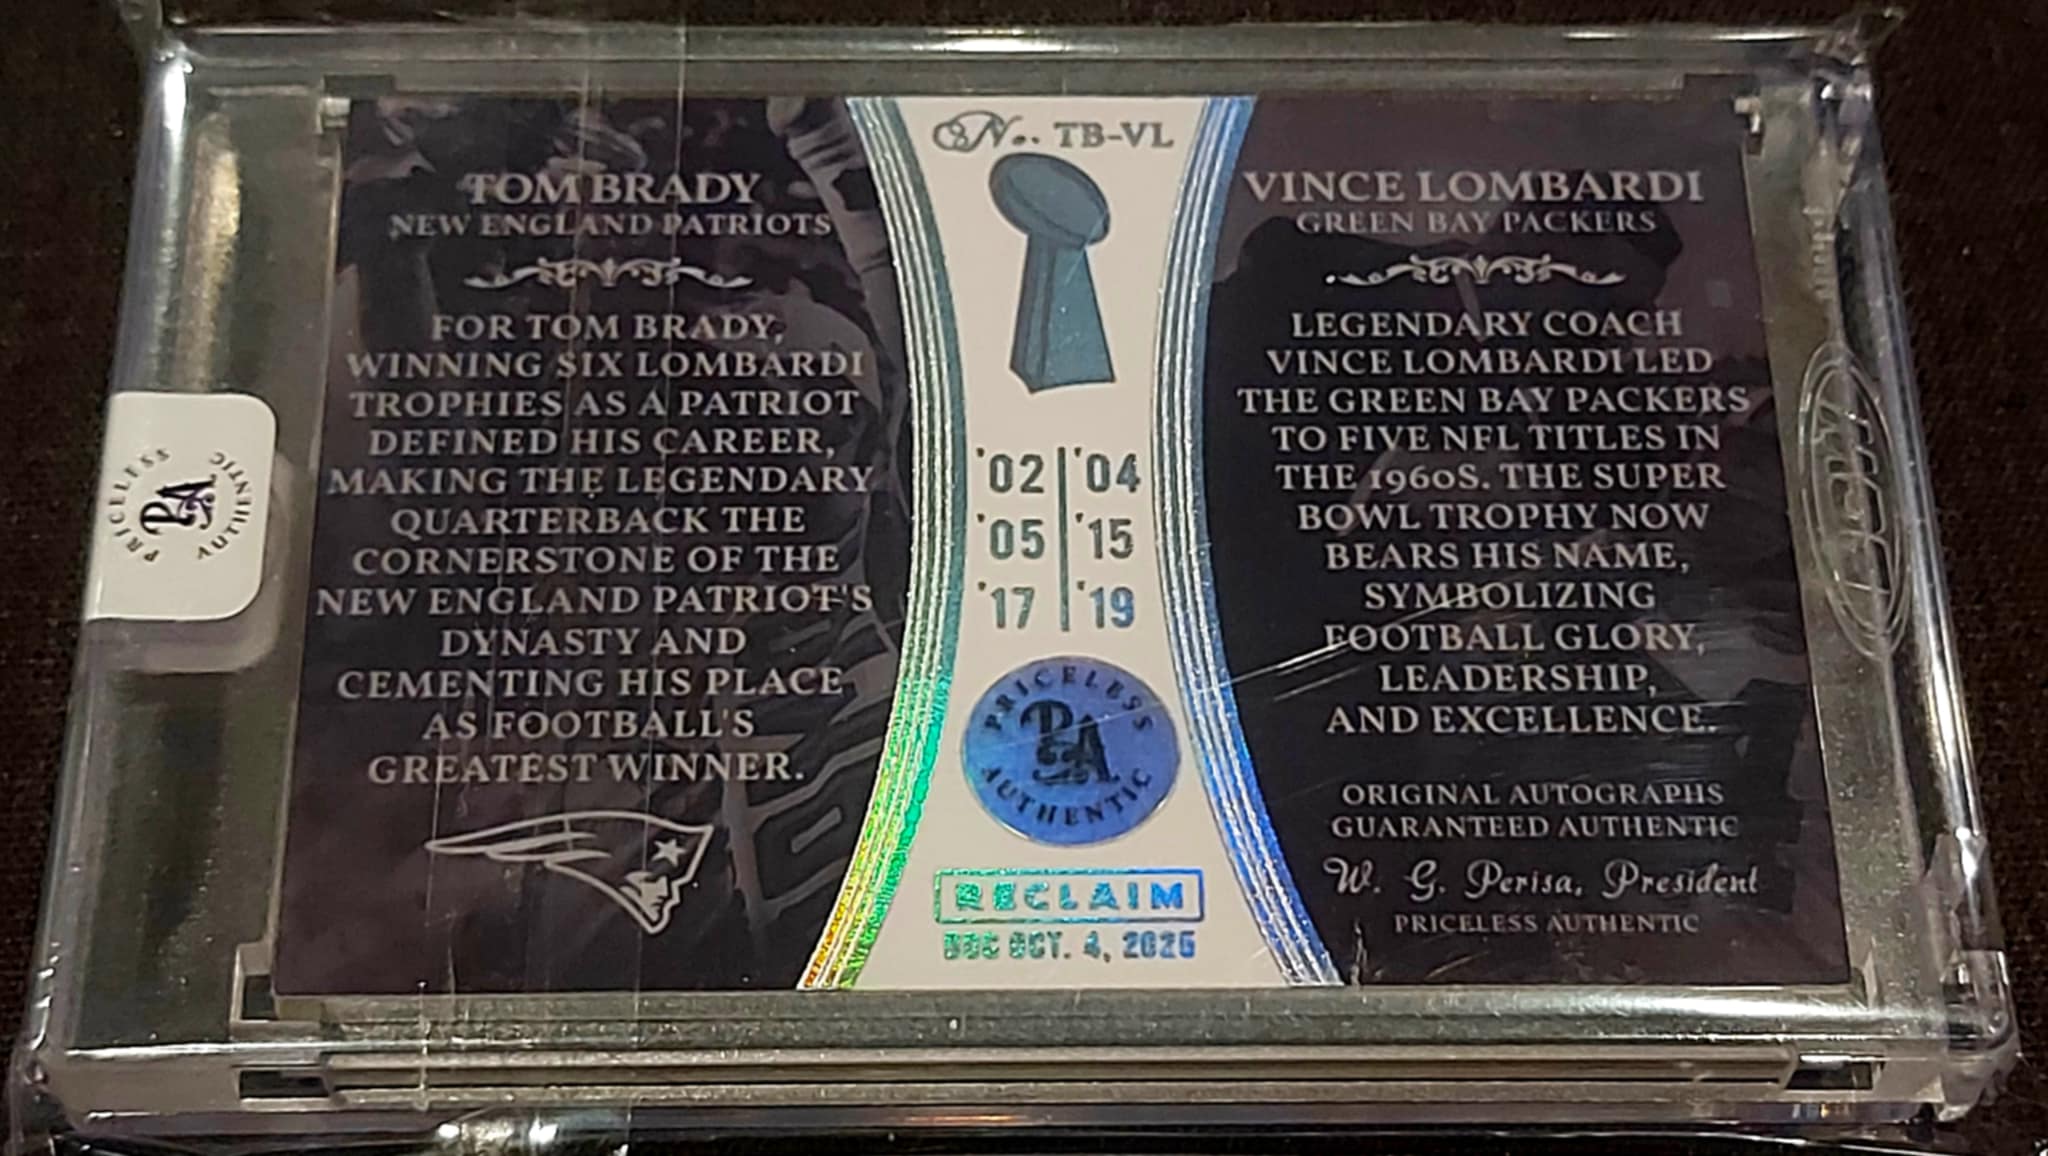 No. TB-VL
TOM BRADY
NEW ENGLAND PATRIOTS
FOR TOM BRADY,
WINNING SIX LOMBARDI
TROPHIES AS A PATRIOT
DEFINED HIS CAREER,
MAKING THE LEGENDARY
QUARTERBACK THE
CORNERSTONE OF THE
NEW ENGLAND PATRIOT'S
DYNASTY AND
CEMENTING HIS PLACE
AS FOOTBALL'S
GREATEST WINNER.
'02 '04
'05 '15
'17 '19
PRICELESS PA AUTHENTIC
RECLAIM
OCT. 4, 2025
VINCE LOMBARDI
GREEN BAY PACKERS
LEGENDARY COACH
VINCE LOMBARDI LED
THE GREEN BAY PACKERS
TO FIVE NFL TITLES IN
THE 1960S. THE SUPER
BOWL TROPHY NOW
BEARS HIS NAME,
SYMBOLIZING
FOOTBALL GLORY,
LEADERSHIP,
AND EXCELLENCE.
ORIGINAL AUTOGRAPHS
GUARANTEED AUTHENTIC
W. G. Perisa, President
PRICELESS AUTHENTIC
PRICELESS PA AUTHENTIC